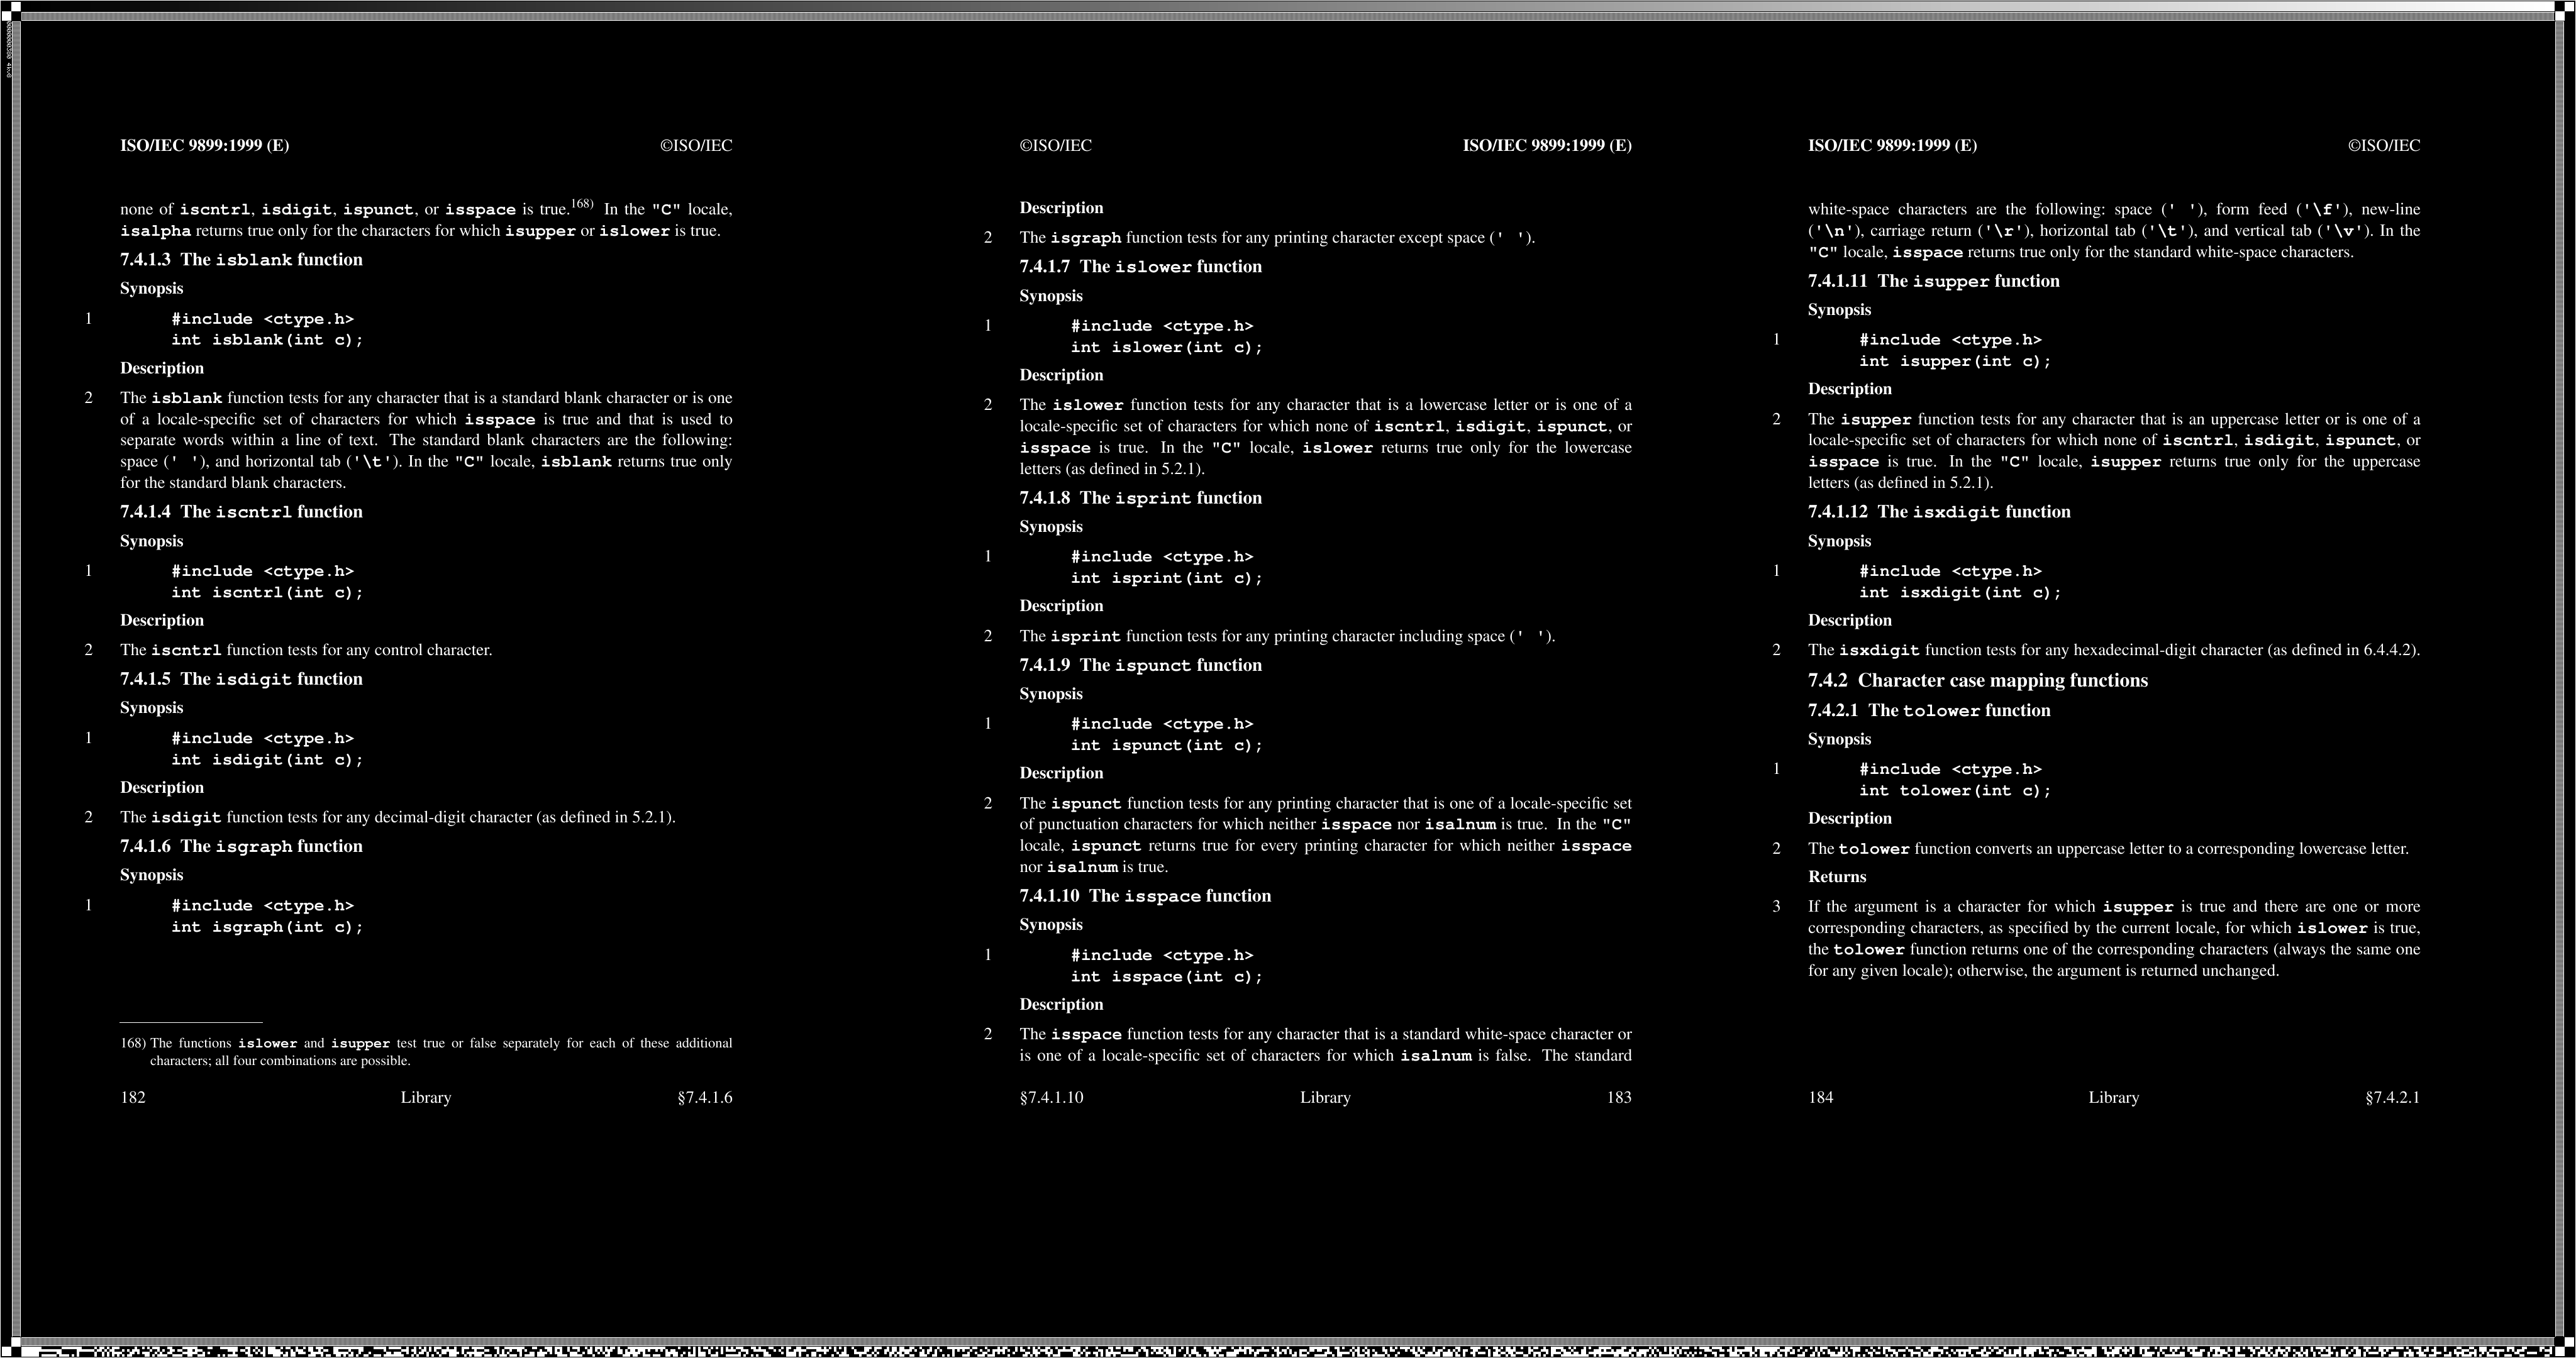 ISO/IEC 9899:1999 (E) ©ISO/IEC
none of iscntrl, isdigit, ispunct, or isspace is true.168) In the "C" locale,
isalpha returns true only for the characters for which isupper or islower is true.
7.4.1.3 The isblank function
Synopsis
1 #include <ctype.h>
int isblank(int c);
Description
2 The isblank function tests for any character that is a standard blank character or is one
of a locale-specific set of characters for which isspace is true and that is used to
separate words within a line of text. The standard blank characters are the following:
space (' '), and horizontal tab ('\t'). In the "C" locale, isblank returns true only
for the standard blank characters.
7.4.1.4 The iscntrl function
Synopsis
1 #include <ctype.h>
int iscntrl(int c);
Description
2 The iscntrl function tests for any control character.
7.4.1.5 The isdigit function
Synopsis
1 #include <ctype.h>
int isdigit(int c);
Description
2 The isdigit function tests for any decimal-digit character (as defined in 5.2.1).
7.4.1.6 The isgraph function
Synopsis
1 #include <ctype.h>
int isgraph(int c);
168) The functions islower and isupper test true or false separately for each of these additional
characters; all four combinations are possible.
182 Library §7.4.1.6
©ISO/IEC ISO/IEC 9899:1999 (E)
Description
2 The isgraph function tests for any printing character except space (' ').
7.4.1.7 The islower function
Synopsis
1 #include <ctype.h>
int islower(int c);
Description
2 The islower function tests for any character that is a lowercase letter or is one of a
locale-specific set of characters for which none of iscntrl, isdigit, ispunct, or
isspace is true. In the "C" locale, islower returns true only for the lowercase
letters (as defined in 5.2.1).
7.4.1.8 The isprint function
Synopsis
1 #include <ctype.h>
int isprint(int c);
Description
2 The isprint function tests for any printing character including space (' ').
7.4.1.9 The ispunct function
Synopsis
1 #include <ctype.h>
int ispunct(int c);
Description
2 The ispunct function tests for any printing character that is one of a locale-specific set
of punctuation characters for which neither isspace nor isalnum is true. In the "C"
locale, ispunct returns true for every printing character for which neither isspace
nor isalnum is true.
7.4.1.10 The isspace function
Synopsis
1 #include <ctype.h>
int isspace(int c);
Description
2 The isspace function tests for any character that is a standard white-space character or
is one of a locale-specific set of characters for which isalnum is false. The standard
§7.4.1.10 Library 183
ISO/IEC 9899:1999 (E) ©ISO/IEC
white-space characters are the following: space (' '), form feed ('\f'), new-line
('\n'), carriage return ('\r'), horizontal tab ('\t'), and vertical tab ('\v'). In the
"C" locale, isspace returns true only for the standard white-space characters.
7.4.1.11 The isupper function
Synopsis
1 #include <ctype.h>
int isupper(int c);
Description
2 The isupper function tests for any character that is an uppercase letter or is one of a
locale-specific set of characters for which none of iscntrl, isdigit, ispunct, or
isspace is true. In the "C" locale, isupper returns true only for the uppercase
letters (as defined in 5.2.1).
7.4.1.12 The isxdigit function
Synopsis
1 #include <ctype.h>
int isxdigit(int c);
Description
2 The isxdigit function tests for any hexadecimal-digit character (as defined in 6.4.4.2).
7.4.2 Character case mapping functions
7.4.2.1 The tolower function
Synopsis
1 #include <ctype.h>
int tolower(int c);
Description
2 The tolower function converts an uppercase letter to a corresponding lowercase letter.
Returns
3 If the argument is a character for which isupper is true and there are one or more
corresponding characters, as specified by the current locale, for which islower is true,
the tolower function returns one of the corresponding characters (always the same one
for any given locale); otherwise, the argument is returned unchanged.
184 Library §7.4.2.1